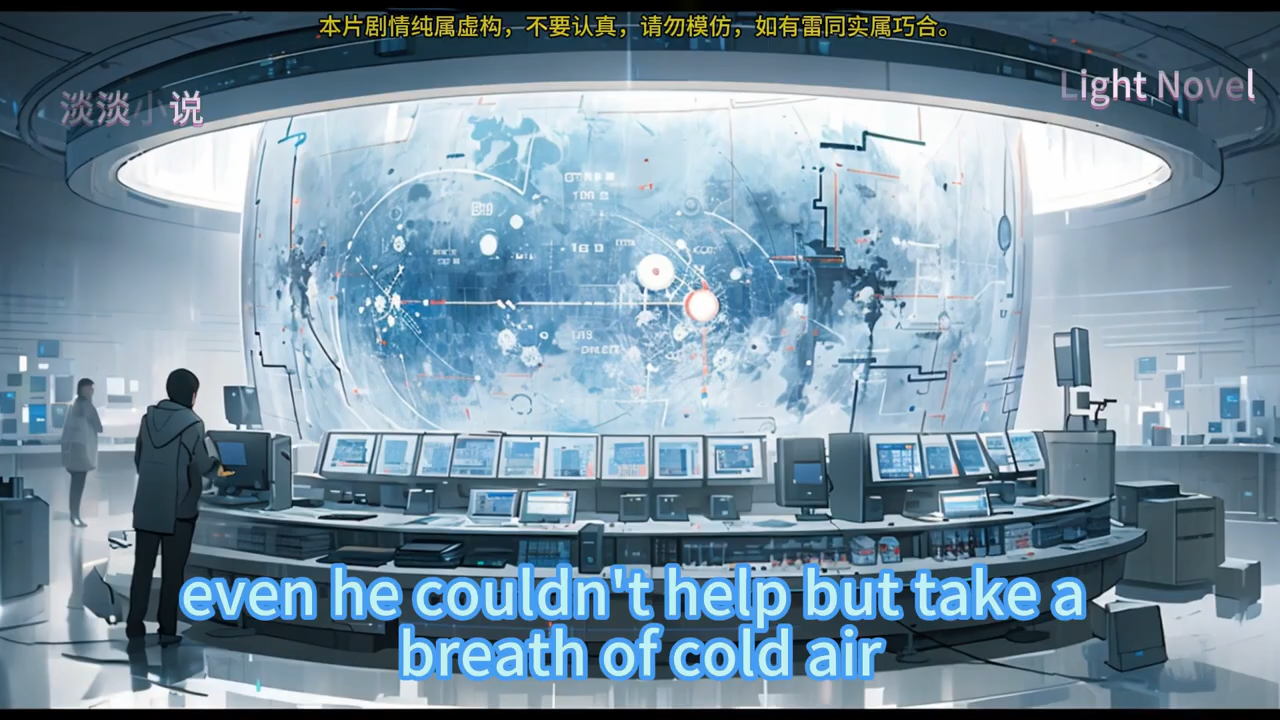 本片剧情纯属虚构，不要认真，请勿模仿，如有雷同实属巧合。
淡淡小说
Light Novel
even he couldn't help but take a
breath of cold air